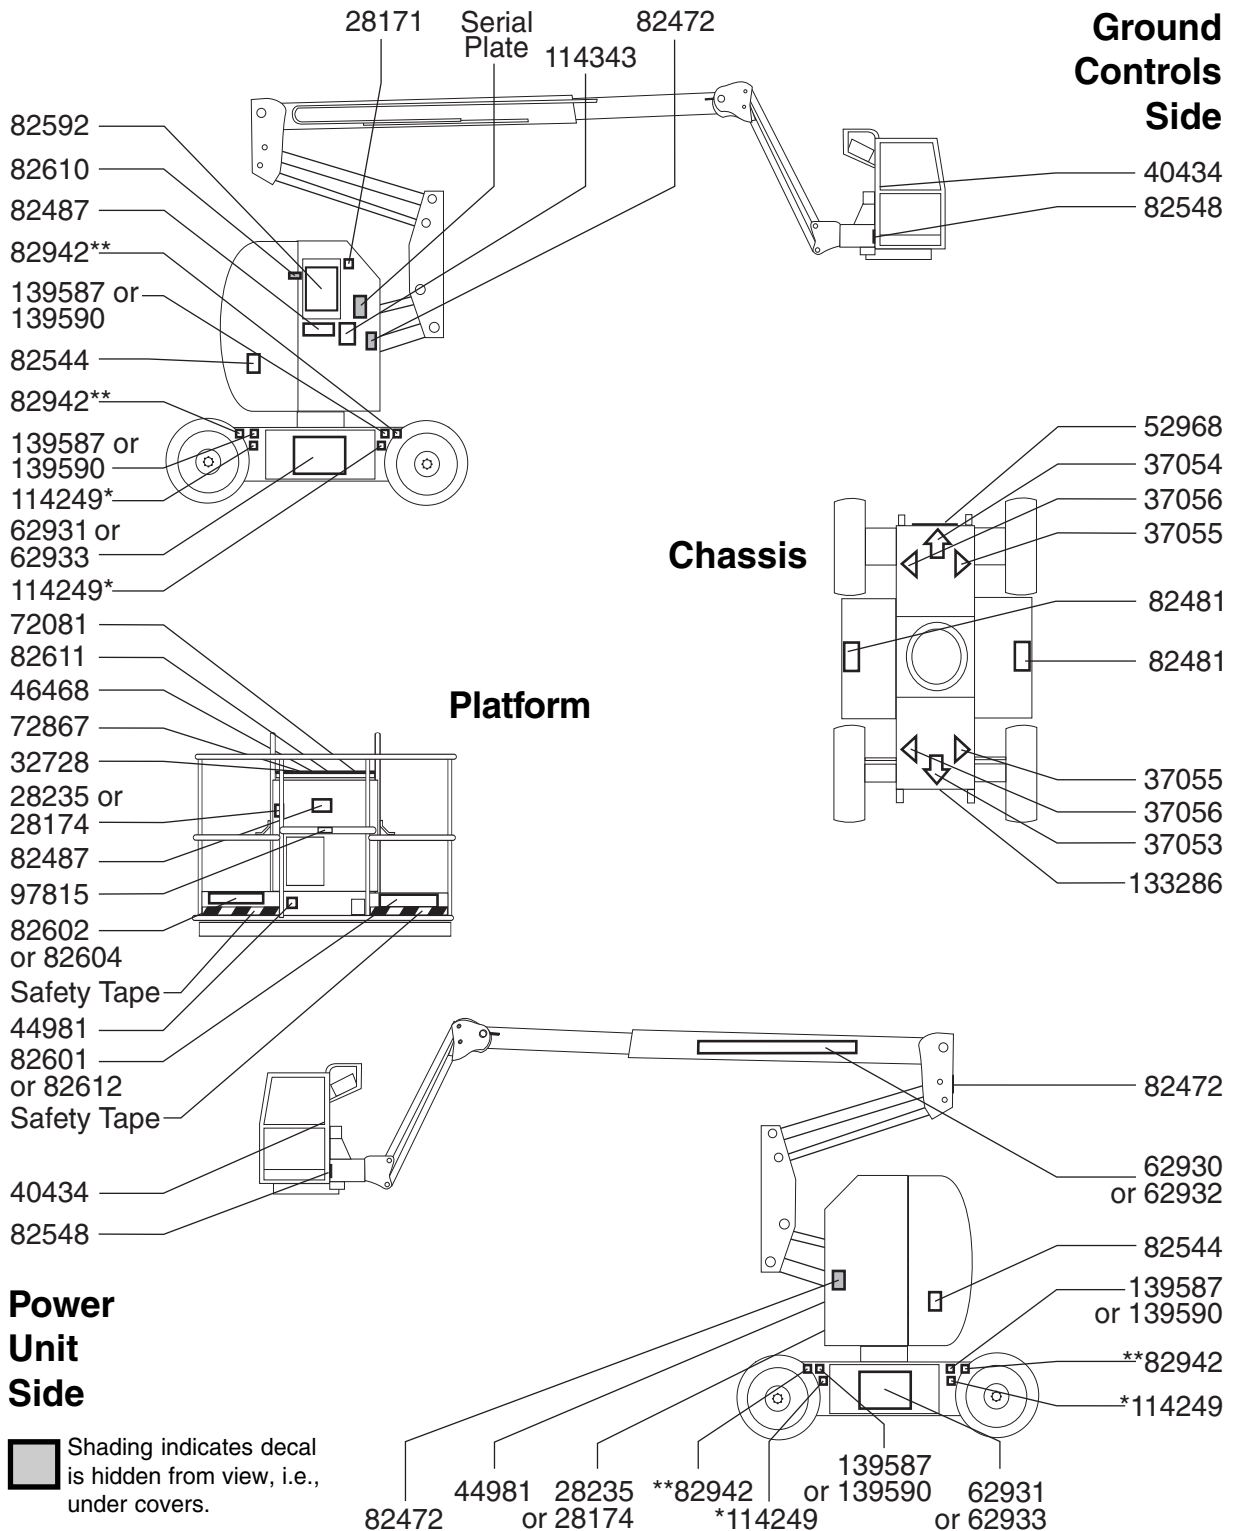 28171
Serial
Plate
114343
82472
Ground
Controls
Side
82592
82610
82487
82942**
139587 or
139590
82544
82942**
139587 or
139590
114249*
62931 or
62933
114249*
40434
82548
Chassis
52968
37054
37056
37055
82481
82481
37055
37056
37053
133286
Platform
72081
82611
46468
72867
32728
28235 or
28174
82487
97815
82602
or 82604
Safety Tape
44981
82601
or 82612
Safety Tape
40434
82548
82472
62930
or 62932
82544
139587
or 139590
**82942
*114249
Power
Unit
Side
Shading indicates decal
is hidden from view, i.e.,
under covers.
82472
44981
28235
or 28174
**82942
*114249
139587
or 139590
62931
or 62933